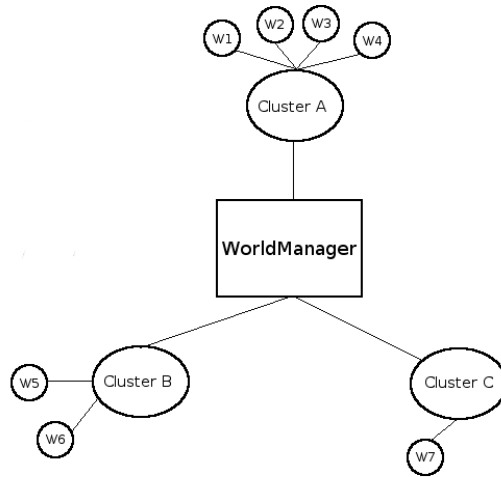 W1
W2
W3
W4
Cluster A
WorldManager
Cluster B
Cluster C
W5
W6
W7